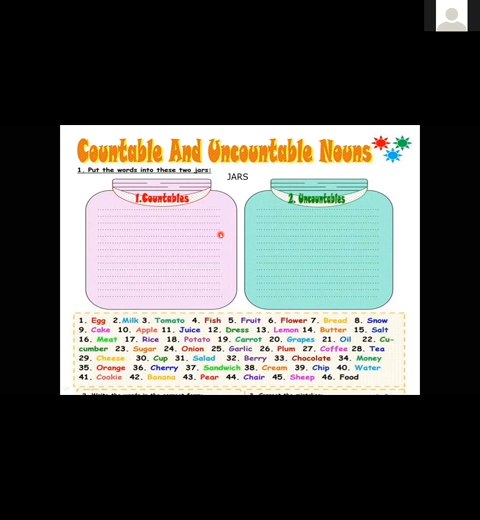 Countable And Uncountable Nouns
1. Put the words into these two jars:
JARS
1.Countables
2. Uncountables
1. Egg 2.Milk 3. Tomato 4. Fish 5. Fruit 6. Flower 7. Bread 8. Snow
9. Cake 10. Apple 11. Juice 12. Dress 13. Lemon 14. Butter 15. Salt
16. Meat 17. Rice 18. Potato 19. Carrot 20. Grapes 21. Oil 22. Cu-
cumber 23. Sugar 24. Onion 25. Garlic 26. Plum 27. Coffee 28. Tea
29. Cheese 30. Cup 31. Salad 32. Berry 33. Chocolate 34. Money
35. Orange 36. Cherry 37. Sandwich 38. Cream 39. Chip 40. Water
41. Cookie 42. Banana 43. Pear 44. Chair 45. Sheep 46. Food